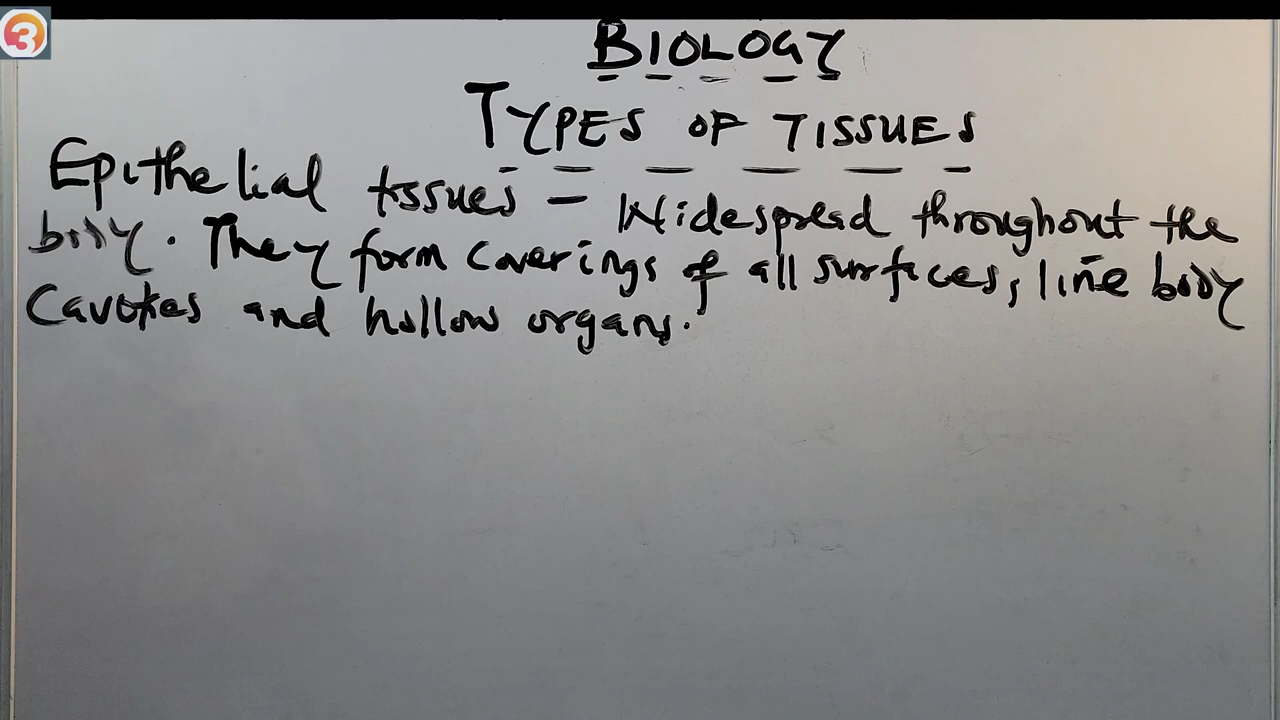 3
BIOLOGY
TYPES OF TISSUES
Epithelial tissues - Widespread throughout the
body. They form coverings of all surfaces, line body
Cavities and hollow organs.